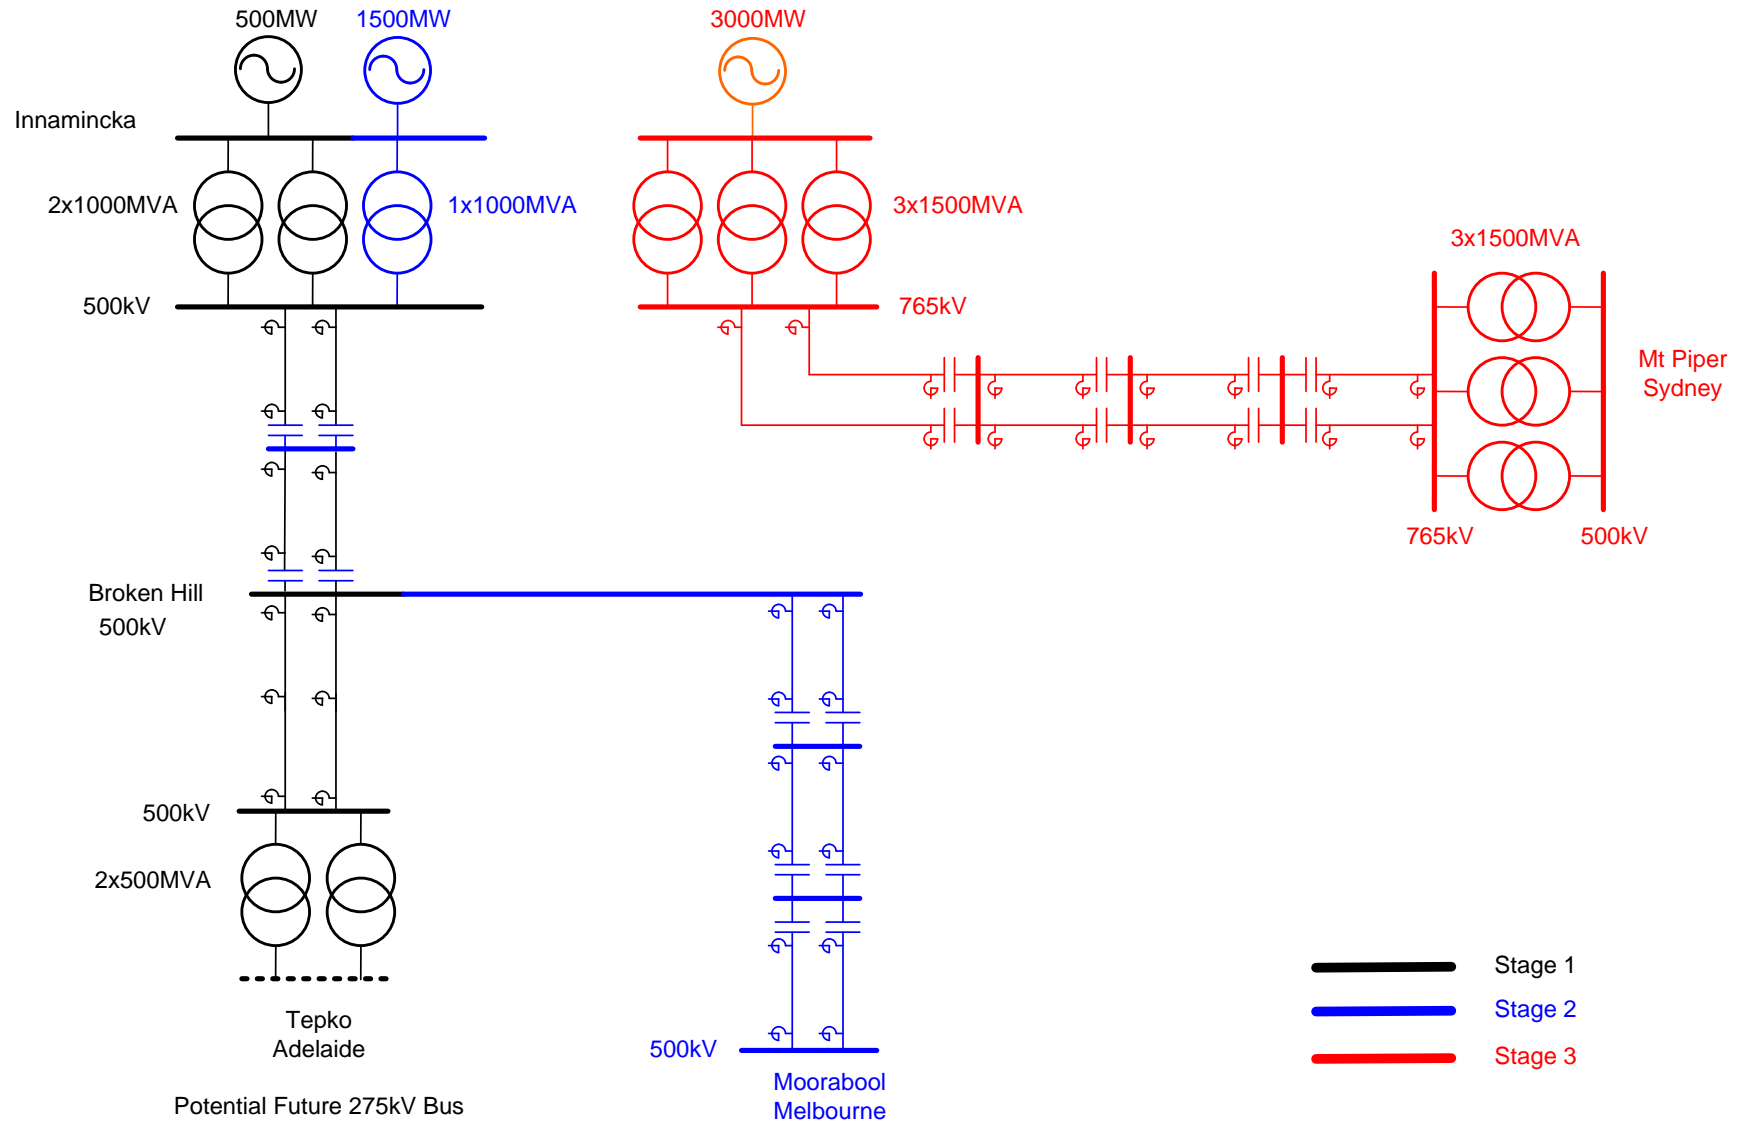 500MW
1500MW
3000MW
Innamincka
2x1000MVA
1x1000MVA
3x1500MVA
3x1500MVA
500kV
765kV
Mt Piper
Sydney
765kV
500kV
Broken Hill
500kV
500kV
2x500MVA
Tepko
Adelaide
Potential Future 275kV Bus
500kV
Moorabool
Melbourne
Stage 1
Stage 2
Stage 3